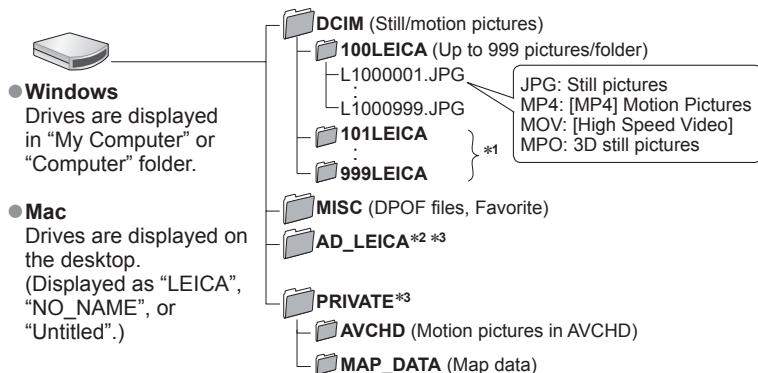 ● Windows
Drives are displayed
in “My Computer” or
“Computer” folder.
● Mac
Drives are displayed on
the desktop.
(Displayed as “LEICA”,
“NO_NAME”, or
“Untitled”.)
DCIM (Still/motion pictures)
100LEICA (Up to 999 pictures/folder)
L1000001.JPG
:
L1000999.JPG
JPG: Still pictures
MP4: [MP4] Motion Pictures
MOV: [High Speed Video]
MPO: 3D still pictures
101LEICA
:
999LEICA
*1
MISC (DPOF files, Favorite)
AD_LEICA*2 *3
PRIVATE*3
AVCHD (Motion pictures in AVCHD)
MAP_DATA (Map data)